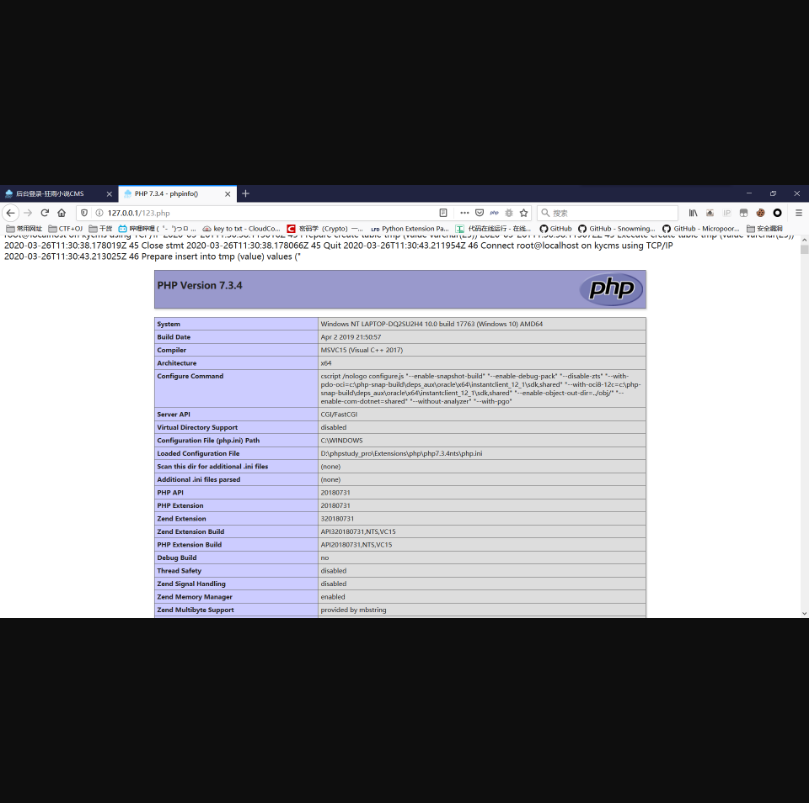 后台登录-狂雨小说CMS
PHP 7.3.4 - phpinfo()
127.0.0.1/123.php
搜索
常用网址 CTF+OJ 干货 key to txt - CloudCo... 密码学（Crypto）一... Python Extension Pa... 代码在线运行 - 在线... GitHub GitHub - Snowming... GitHub - Micropoor... 安全漏洞
2020-03-26T11:30:38.178019Z 45 Close stmt 2020-03-26T11:30:38.178066Z 45 Quit 2020-03-26T11:30:43.211954Z 46 Connect root@localhost on kycms using TCP/IP
2020-03-26T11:30:43.213025Z 46 Prepare insert into tmp (value) values ("
PHP Version 7.3.4
php
System Windows NT LAPTOP-DQ2SU2H4 10.0 build 17763 (Windows 10) AMD64
Build Date Apr 2 2019 21:50:57
Compiler MSVC15 (Visual C++ 2017)
Architecture x64
Configure Command cscript /nologo configure.js "--enable-snapshot-build" "--enable-debug-pack" "--disable-zts" "--with-
pdo-oci=c:\php-snap-build\deps_aux\oracle\x64\instantclient_12_1\sdk,shared" "--with-oci8-12c=c:\php-
snap-build\deps_aux\oracle\x64\instantclient_12_1\sdk,shared" "--enable-object-out-dir=../obj/" "--
enable-com-dotnet=shared" "--without-analyzer" "--with-pgo"
Server API CGI/FastCGI
Virtual Directory Support disabled
Configuration File (php.ini) Path C:\WINDOWS
Loaded Configuration File D:\phpstudy_pro\Extensions\php\php7.3.4nts\php.ini
Scan this dir for additional .ini files (none)
Additional .ini files parsed (none)
PHP API 20180731
PHP Extension 20180731
Zend Extension 320180731
Zend Extension Build API320180731,NTS,VC15
PHP Extension Build API20180731,NTS,VC15
Debug Build no
Thread Safety disabled
Zend Signal Handling disabled
Zend Memory Manager enabled
Zend Multibyte Support provided by mbstring